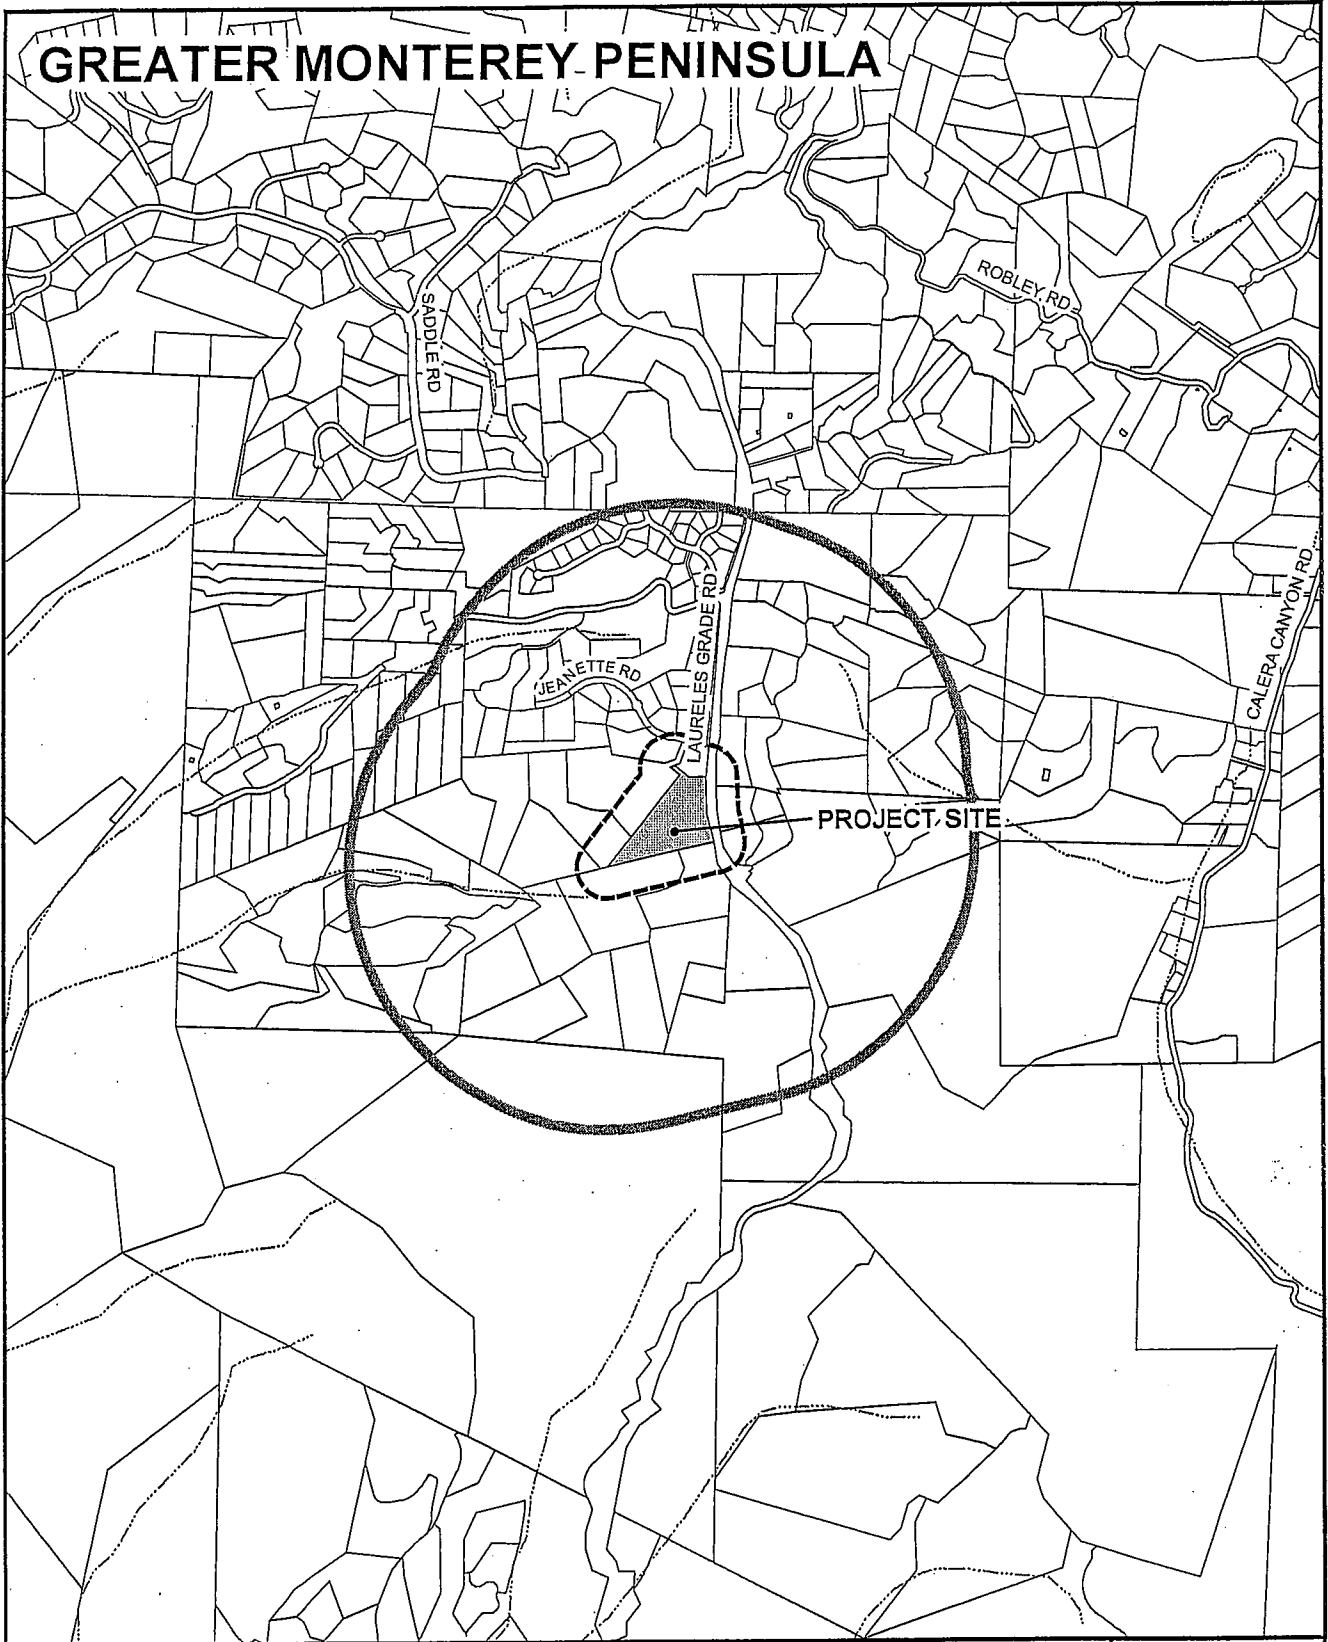 GREATER MONTEREY PENINSULA
ROBLEY RD
SADDLE RD
CALERA CANYON RD
LAURELES GRADE RD
JEANETTE RD
PROJECT SITE